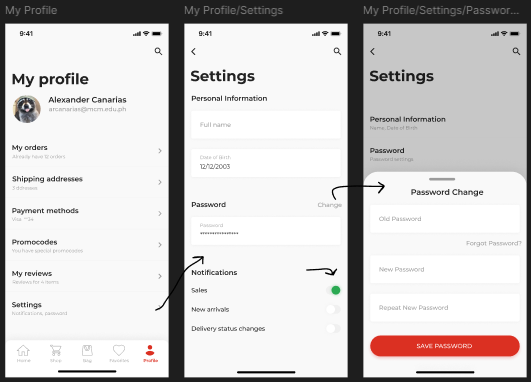 My Profile
9:41
My profile
Alexander Canarias
arcanarias@mcm.edu.ph
My orders
Already have 12 orders
Shipping addresses
3 addresses
Payment methods
Visa **34
Promocodes
You have special promocodes
My reviews
Reviews for 4 items
Settings
Notifications, password
Home
Shop
Bag
Favorites
Profile
My Profile/Settings
9:41
Settings
Personal Information
Full name
Date of Birth
12/12/2003
Password
Change
Password
****************
Notifications
Sales
New arrivals
Delivery status changes
My Profile/Settings/Passwor...
9:41
Settings
Personal Information
Name, Date of Birth
Password
Password settings
Password Change
Old Password
Forgot Password?
New Password
Repeat New Password
SAVE PASSWORD